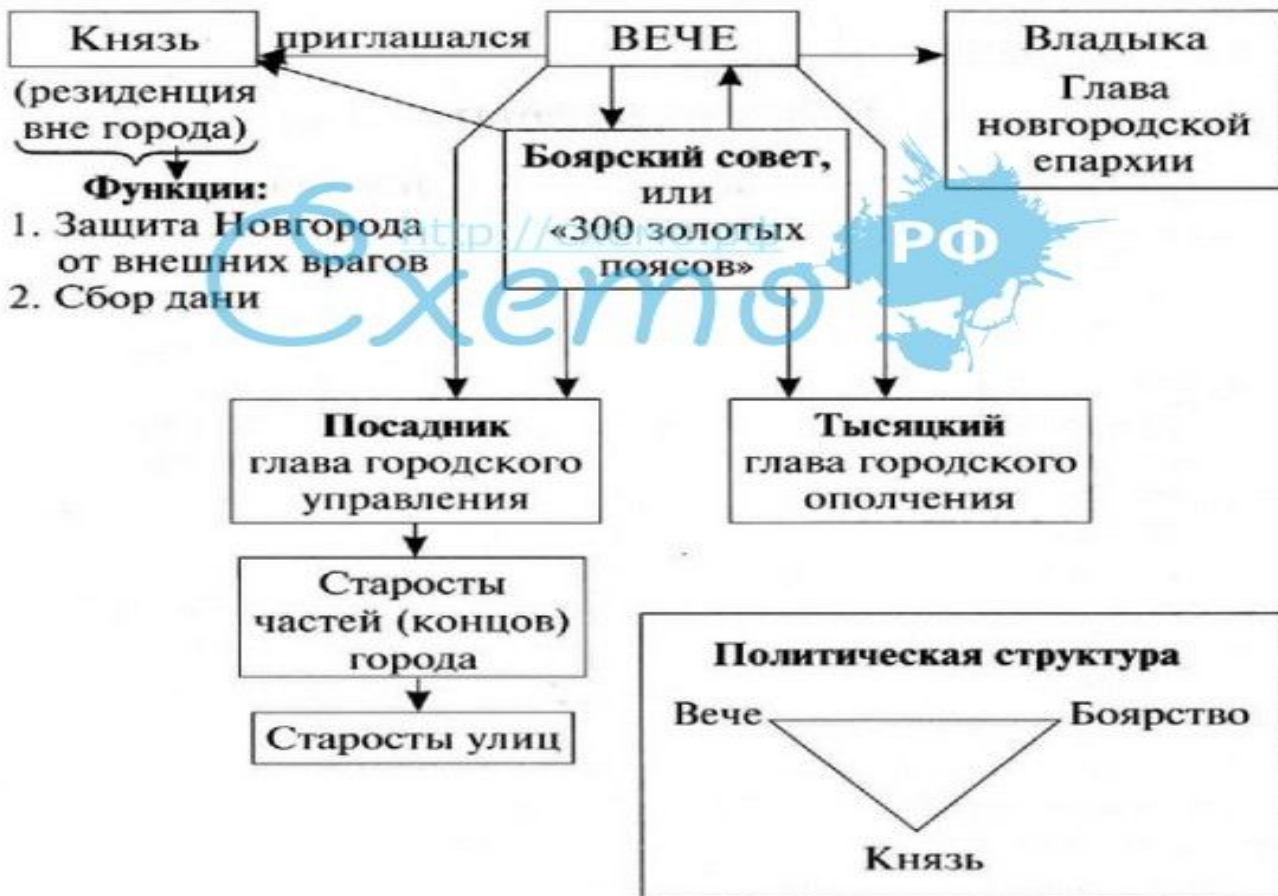 Князь
приглашался
ВЕЧЕ
Владыка
Глава
новгородской
епархии
(резиденция
вне города)
Функции:
1. Защита Новгорода
от внешних врагов
2. Сбор дани
Боярский совет,
или
«300 золотых
поясов»
Схемо
РФ
Посадник
глава городского
управления
Тысяцкий
глава городского
ополчения
Старосты
частей (концов)
города
Старосты улиц
Политическая структура
Вече
Боярство
Князь